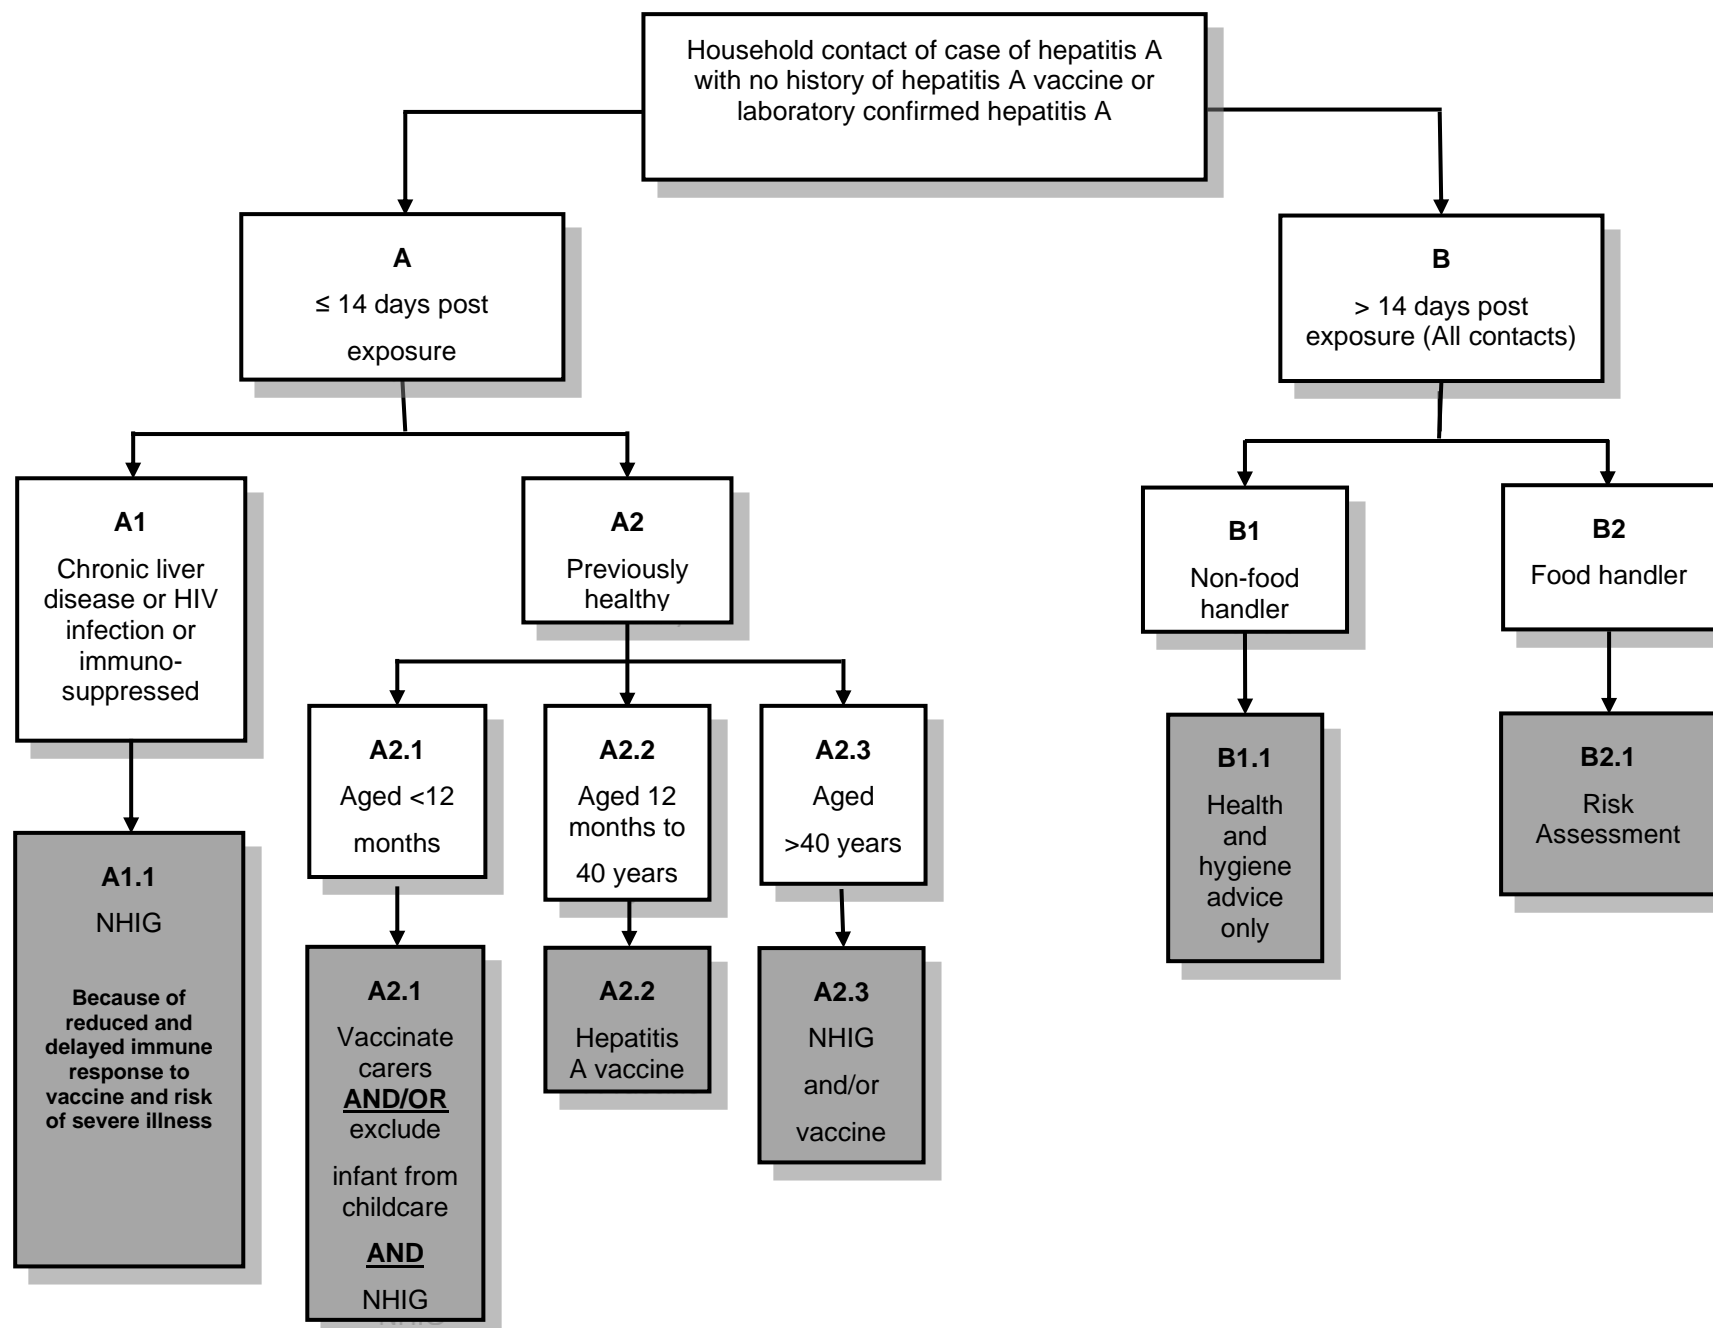 Household contact of case of hepatitis A
with no history of hepatitis A vaccine or
laboratory confirmed hepatitis A
A
≤ 14 days post
exposure
B
> 14 days post
exposure (All contacts)
A1
Chronic liver
disease or HIV
infection or
immuno-
suppressed
A2
Previously
healthy
B1
Non-food
handler
B2
Food handler
A2.1
Aged <12
months
A2.2
Aged 12
months to
40 years
A2.3
Aged
>40 years
B1.1
Health
and
hygiene
advice
only
B2.1
Risk
Assessment
A1.1
NHIG
Because of
reduced and
delayed immune
response to
vaccine and risk
of severe illness
A2.1
Vaccinate
carers
AND/OR
exclude
infant from
childcare
AND
NHIG
A2.2
Hepatitis
A vaccine
A2.3
NHIG
and/or
vaccine